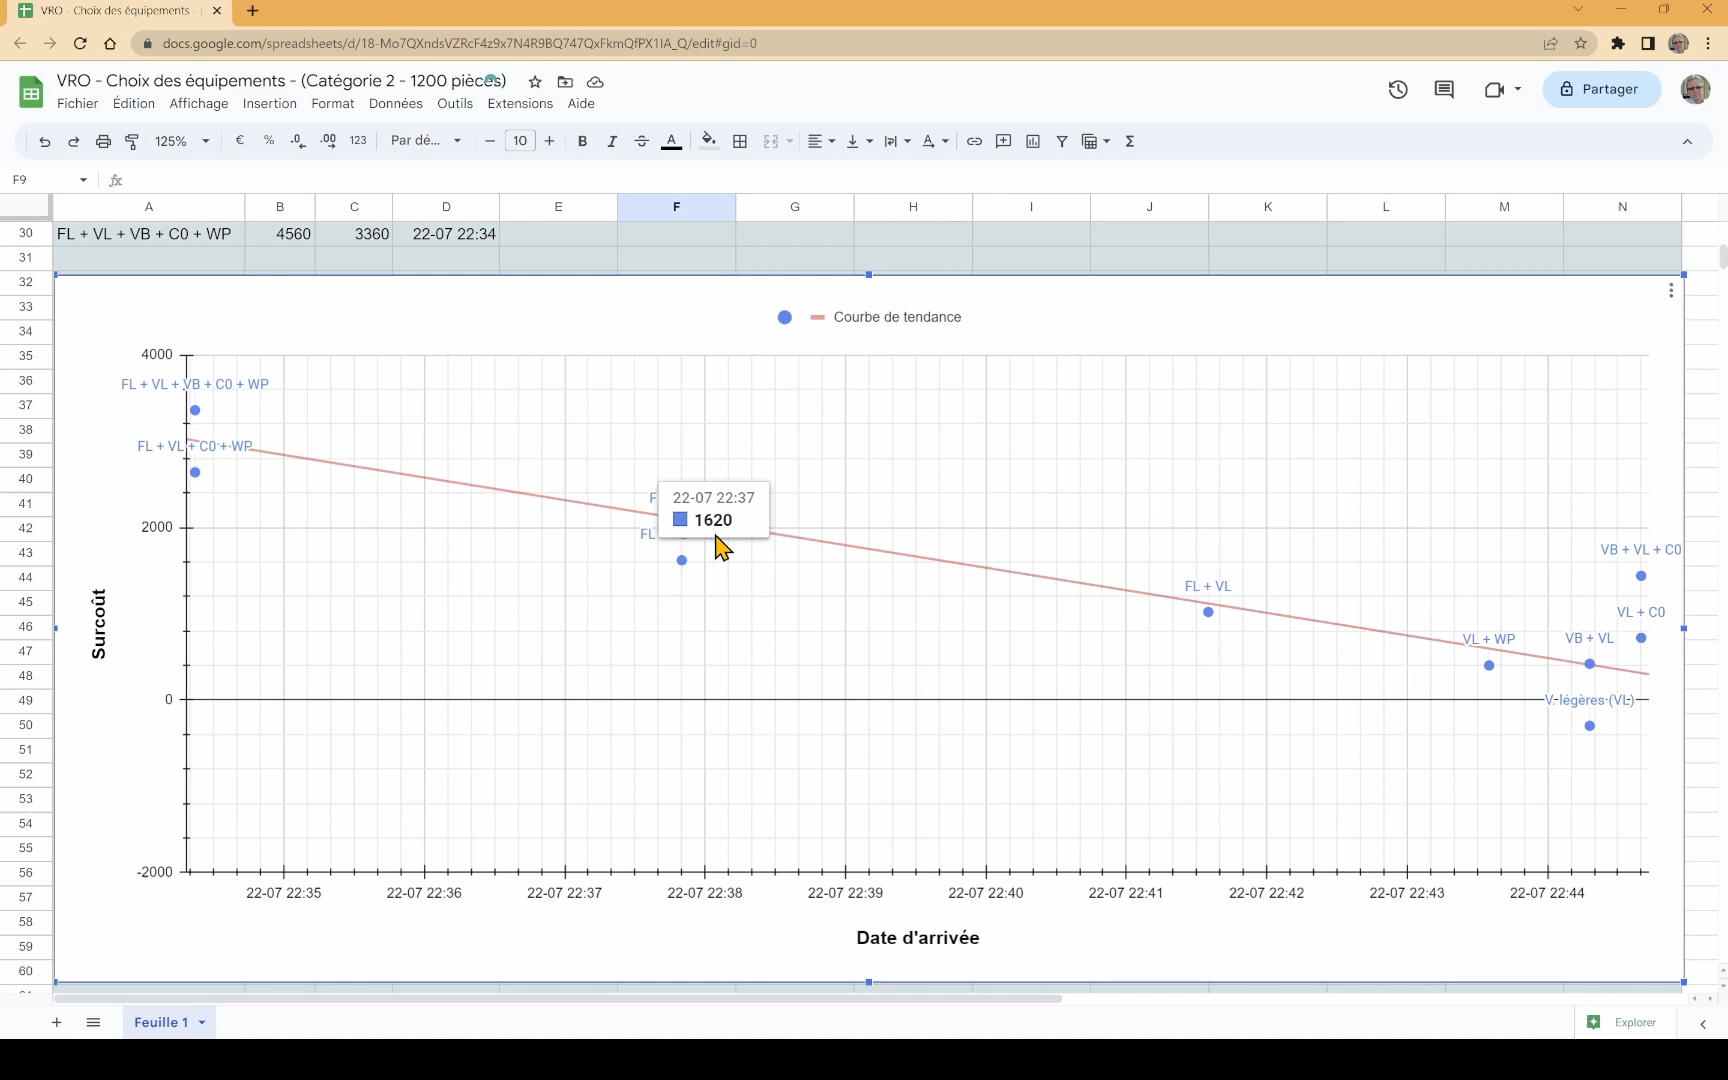 VRO - Choix des équipements - (
docs.google.com/spreadsheets/d/18-Mo7QXndsVZRcF4z9x7N4R9BQ747QxFkmQfPX1IA_Q/edit#gid=0
VRO - Choix des équipements - (Catégorie 2 - 1200 pièces)
Fichier Édition Affichage Insertion Format Données Outils Extensions Aide
Partager
125% € % .0 .00 123 Par dé... 10 B I A Σ
F9 fx
A B C D E F G H I J K L M N
30 FL + VL + VB + C0 + WP 4560 3360 22-07 22:34
31
32
33
34
35
36
37
38
39
40
41
42
43
44
45
46
47
48
49
50
51
52
53
54
55
56
57
58
59
60
Courbe de tendance
4000
FL + VL + VB + C0 + WP
FL + VL + C0 + WP
22-07 22:37
1620
2000
FL
VB + VL + C0
FL + VL
VL + C0
VL + WP
VB + VL
0
V. légères (VL)
-2000
Surcoût
22-07 22:35 22-07 22:36 22-07 22:37 22-07 22:38 22-07 22:39 22-07 22:40 22-07 22:41 22-07 22:42 22-07 22:43 22-07 22:44
Date d'arrivée
Feuille 1
Explorer